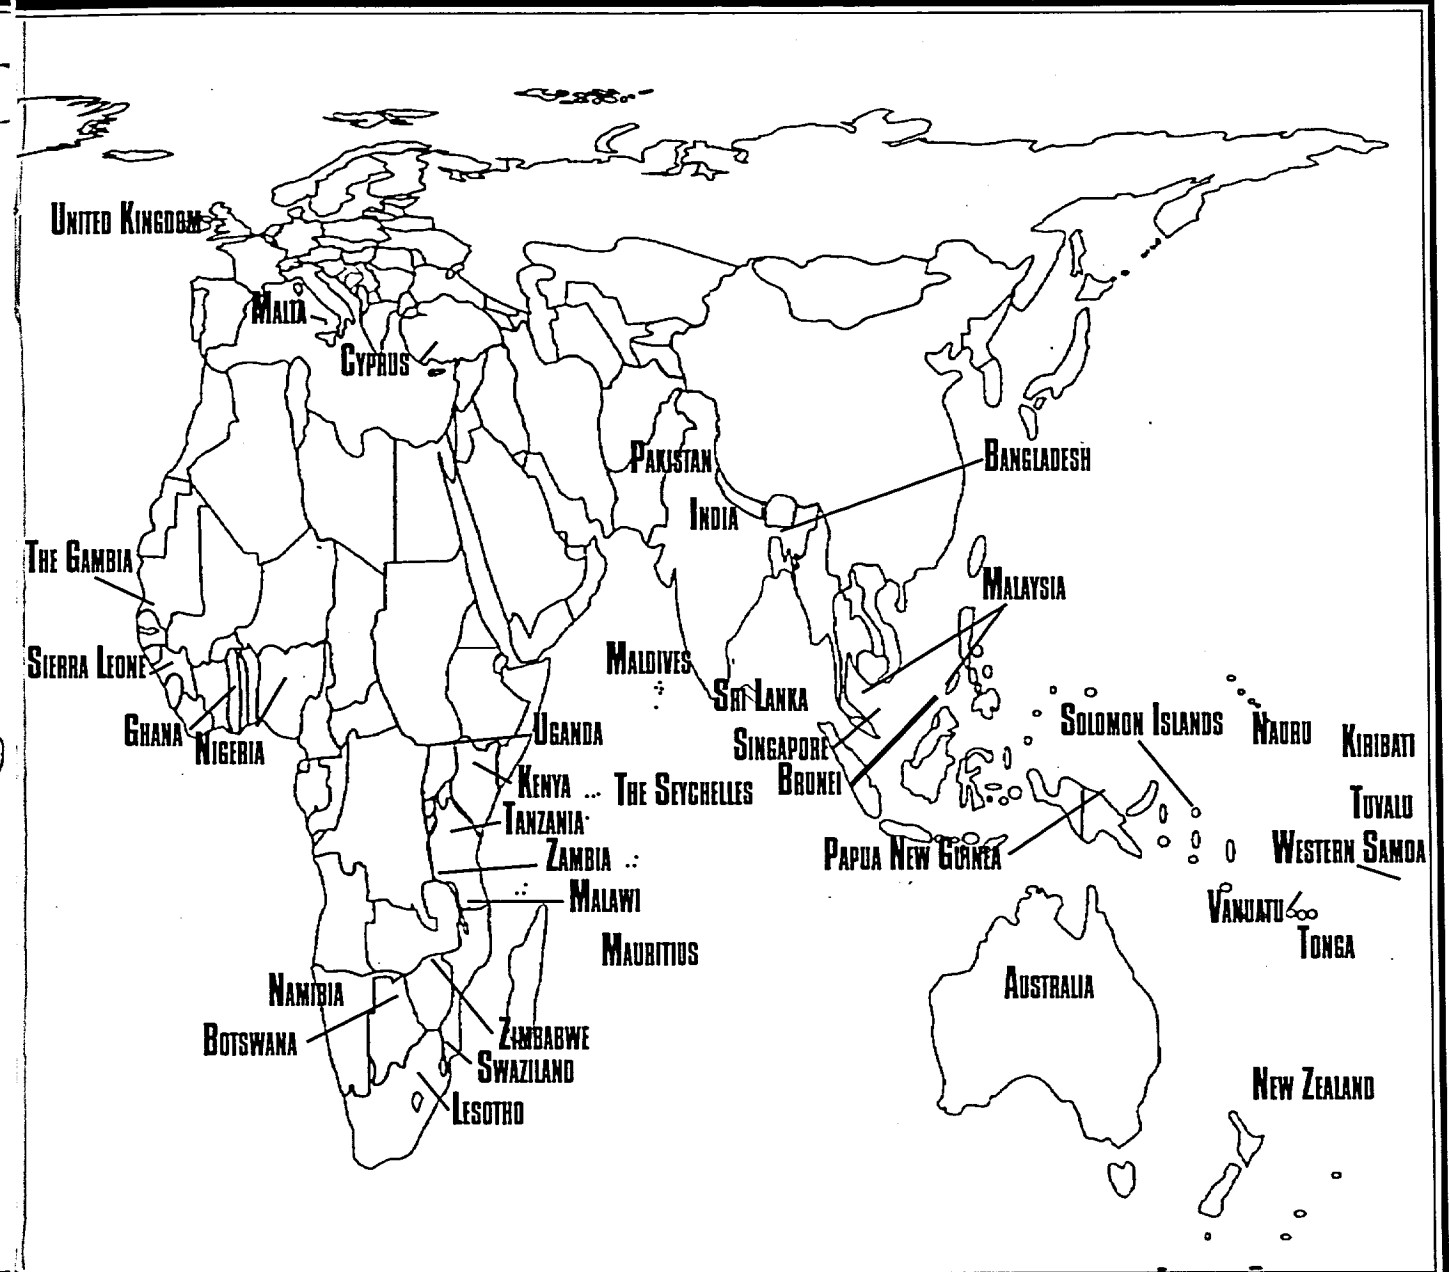 UNITED KINGDOM
MALTA
CYPRUS
PAKISTAN
BANGLADESH
INDIA
THE GAMBIA
MALAYSIA
SIERRA LEONE
MALDIVES
SRI LANKA
GHANA
NIGERIA
UGANDA
SINGAPORE
SOLOMON ISLANDS
NAURU
KIRIBATI
KENYA
THE SEYCHELLES
BRUNEI
TANZANIA
TUVALU
ZAMBIA
PAPUA NEW GUINEA
WESTERN SAMOA
MALAWI
VANUATU
MAURITIUS
TONGA
NAMIBIA
AUSTRALIA
BOTSWANA
ZIMBABWE
SWAZILAND
NEW ZEALAND
LESOTHO